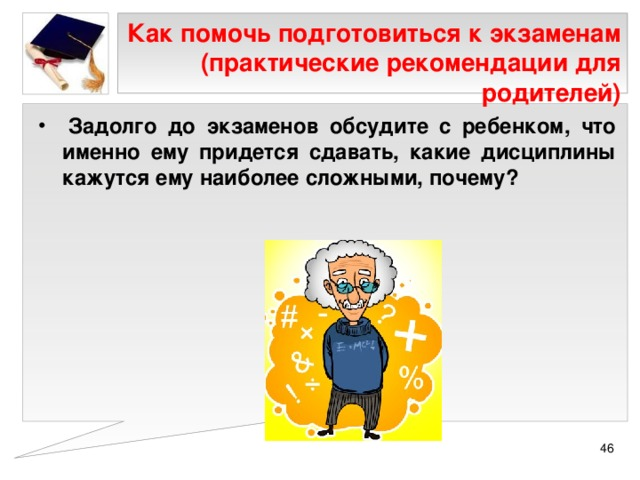 Как помочь подготовиться к экзаменам
(практические рекомендации для
родителей)
• Задолго до экзаменов обсудите с ребенком, что
именно ему придется сдавать, какие дисциплины
кажутся ему наиболее сложными, почему?
# - ?
× +
E=MC²
& %
! ÷
46